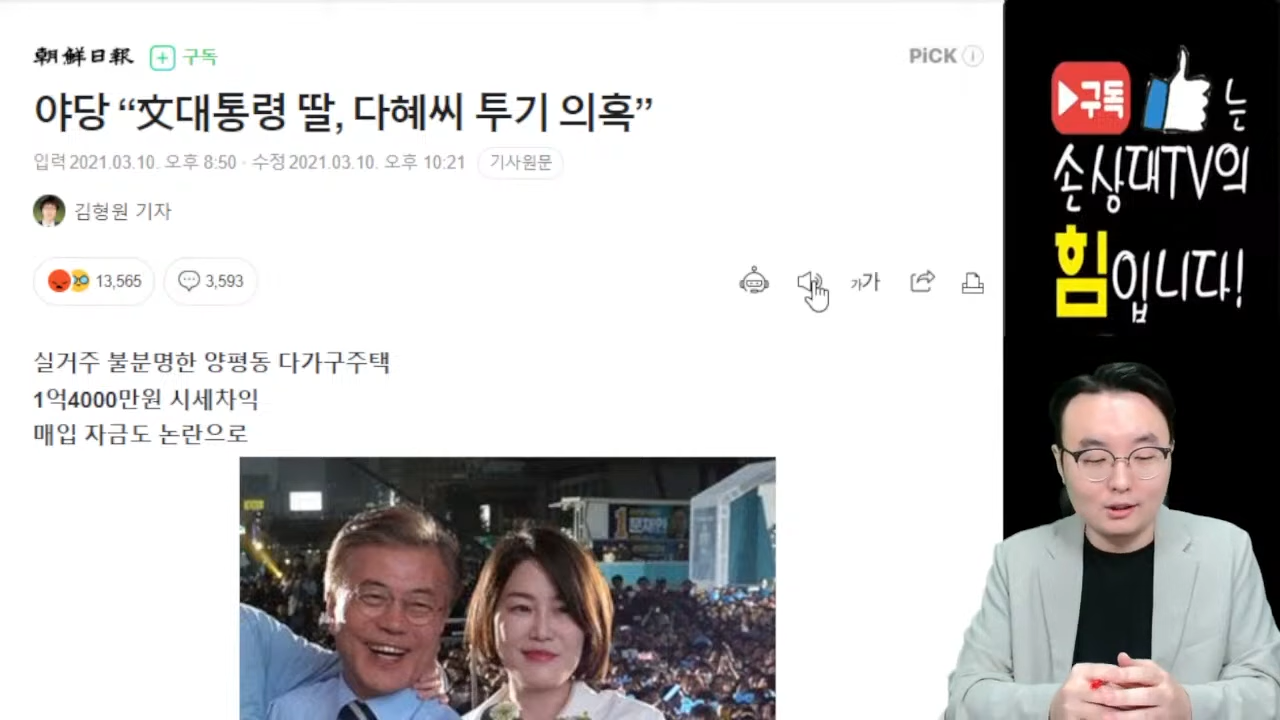 朝鮮日報 구독
PiCK
야당 “文대통령 딸, 다혜씨 투기 의혹”
입력 2021.03.10. 오후 8:50 · 수정 2021.03.10. 오후 10:21 기사원문
김형원 기자
13,565 3,593
가가
실거주 불분명한 양평동 다가구주택
1억4000만원 시세차익
매입 자금도 논란으로
1 문재인
구독 는
손상대TV의
힘입니다!